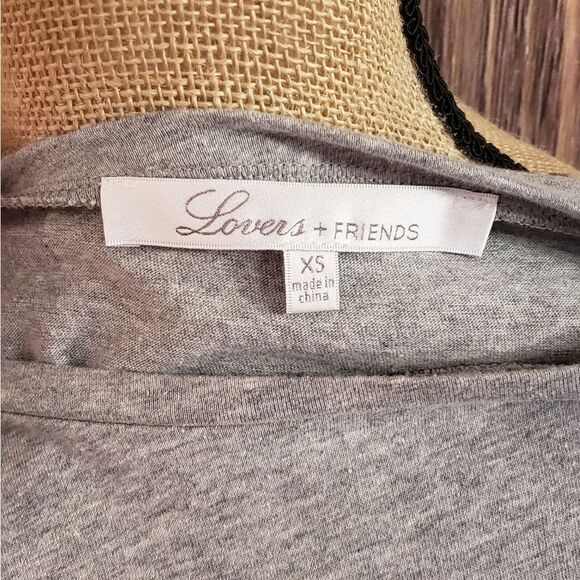 Lovers + FRIENDS
XS
made in
china